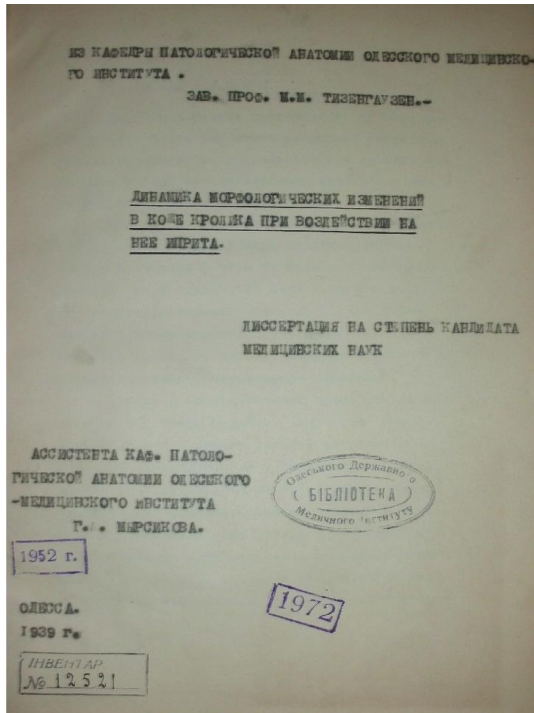 ИЗ КАФЕДРЫ ПАТОЛОГИЧЕСКОЙ АНАТОМИИ ОДЕССКОГО МЕДИЦИНСКО-
ГО ИНСТИТУТА .
ЗАВ. ПРОФ. М.М. ТИЗЕНГАУЗЕН.-
ДИНАМИКА МОРФОЛОГИЧЕСКИХ ИЗМЕНЕНИЙ
В КОЖЕ КРОЛИКА ПРИ ВОЗДЕЙСТВИИ НА
НЕЕ ИПРИТА.
ДИССЕРТАЦИЯ НА СТЕПЕНЬ КАНДИДАТА
МЕДИЦИНСКИХ НАУК
АССИСТЕНТА КАФ. ПАТОЛО-
ГИЧЕСКОЙ АНАТОМИИ ОДЕССКОГО
-МЕДИЦИНСКОГО ИНСТИТУТА
МЫРСИКОВА.
Одеського Державно о
БІБЛІОТЕКА
Медичного Інституту
1952 г.
1972
ОДЕССА.
1939 г.
ІНВЕНТАР
№ 12521